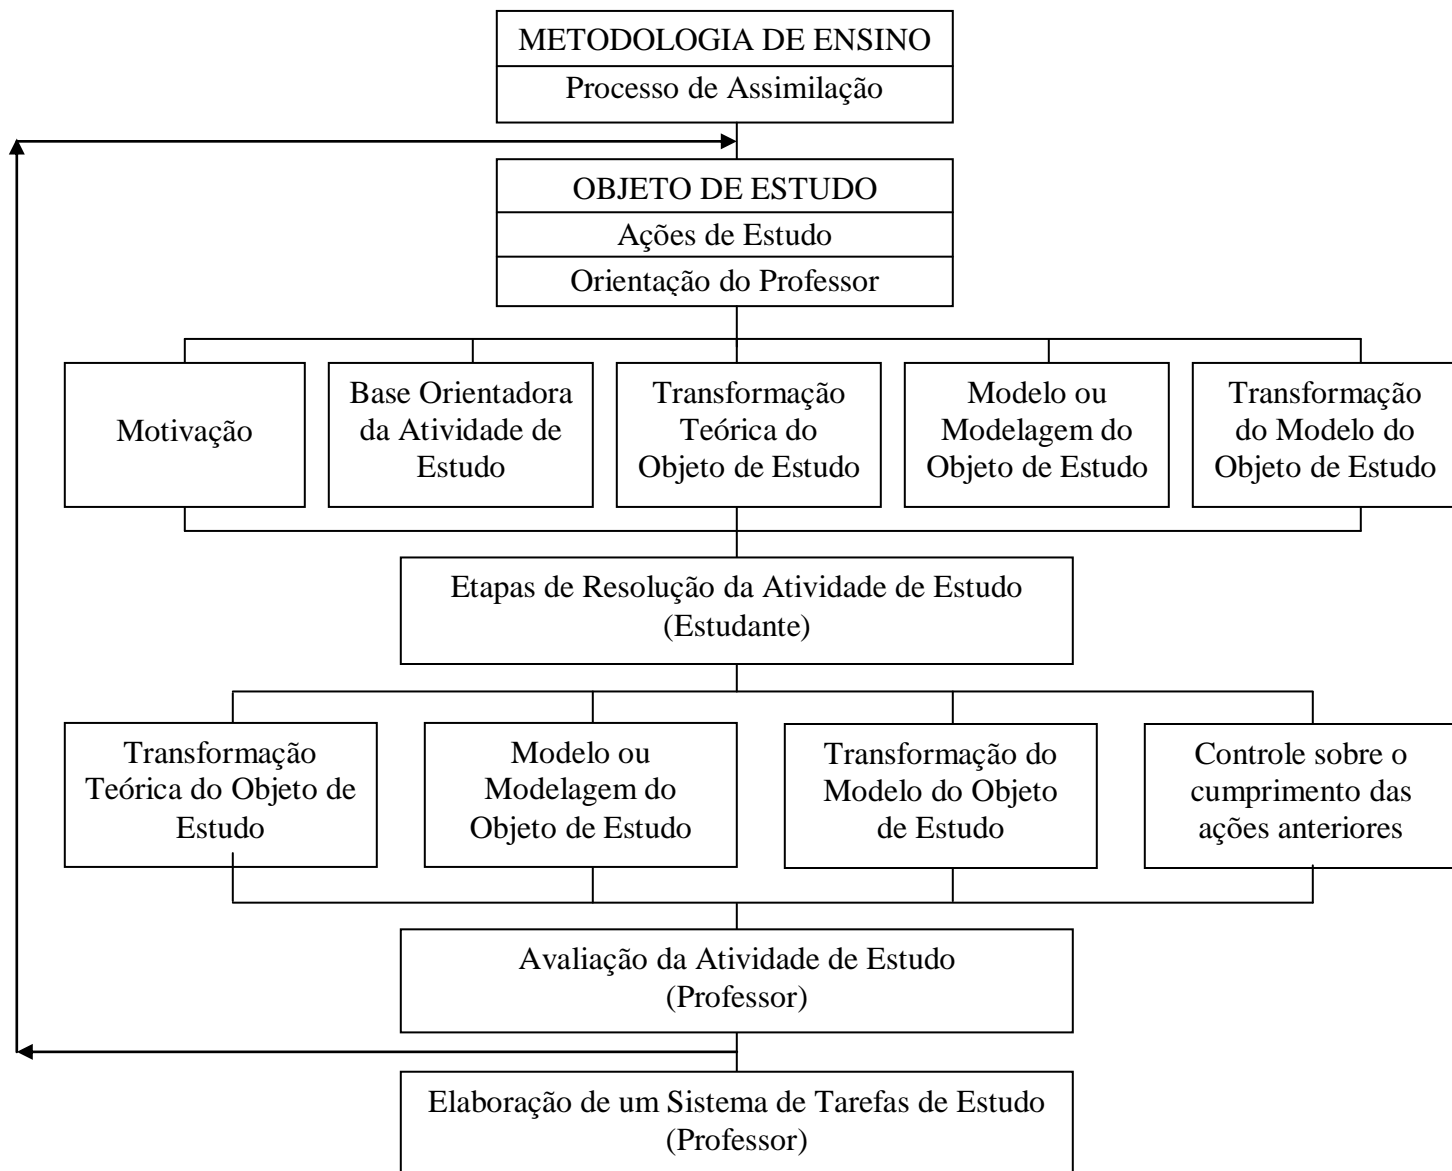 METODOLOGIA DE ENSINO
Processo de Assimilação
OBJETO DE ESTUDO
Ações de Estudo
Orientação do Professor
Motivação
Base Orientadora
da Atividade de
Estudo
Transformação
Teórica do
Objeto de Estudo
Modelo ou
Modelagem do
Objeto de Estudo
Transformação
do Modelo do
Objeto de Estudo
Etapas de Resolução da Atividade de Estudo
(Estudante)
Transformação
Teórica do Objeto de
Estudo
Modelo ou
Modelagem do
Objeto de Estudo
Transformação do
Modelo do Objeto
de Estudo
Controle sobre o
cumprimento das
ações anteriores
Avaliação da Atividade de Estudo
(Professor)
Elaboração de um Sistema de Tarefas de Estudo
(Professor)